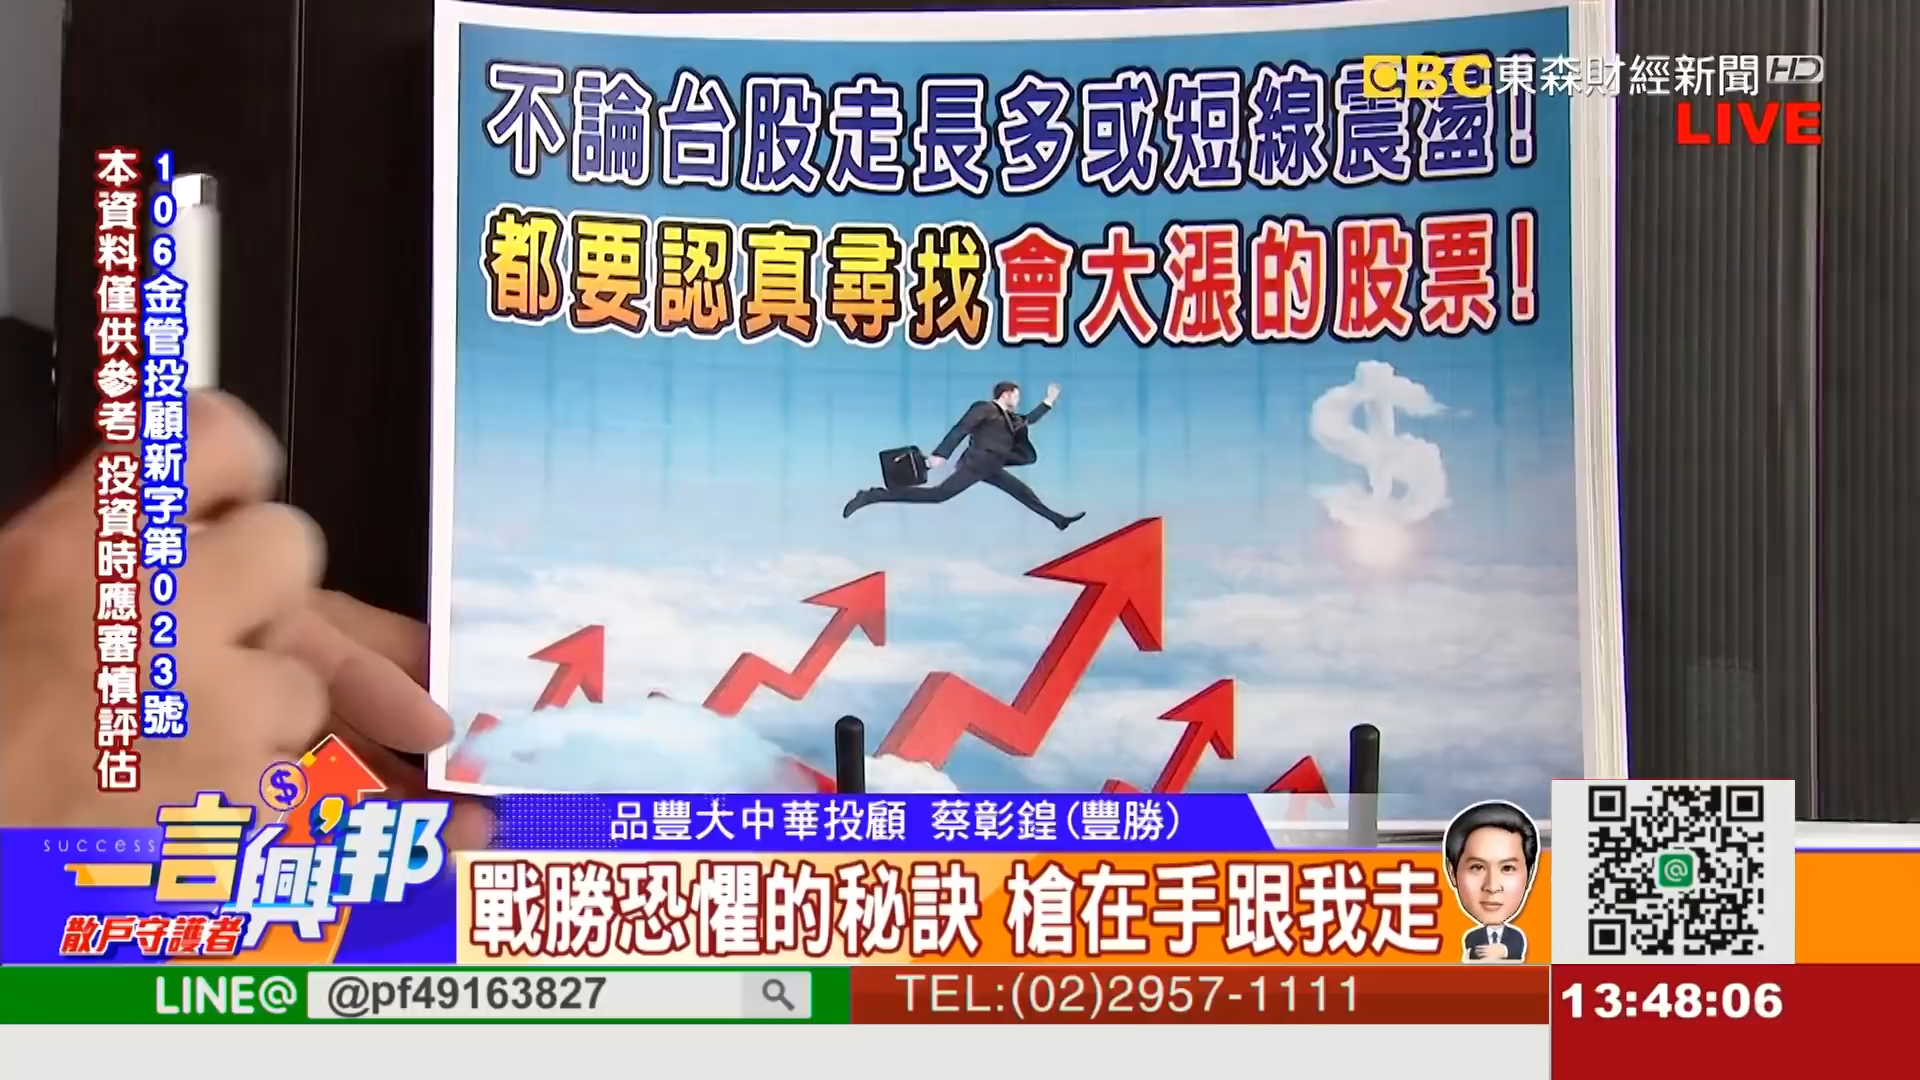 不論台股走長多或短線震盪!
EBC東森財經新聞HD
LIVE
都要認真尋找會大漲的股票!
106金管投顧新字第023號
本資料僅供參考 投資時應審慎評估
success
一言興邦
散戶守護者
品豐大中華投顧 蔡彰鍠(豐勝)
戰勝恐懼的秘訣 槍在手跟我走
LINE@ @pf49163827
TEL:(02)2957-1111
13:48:06